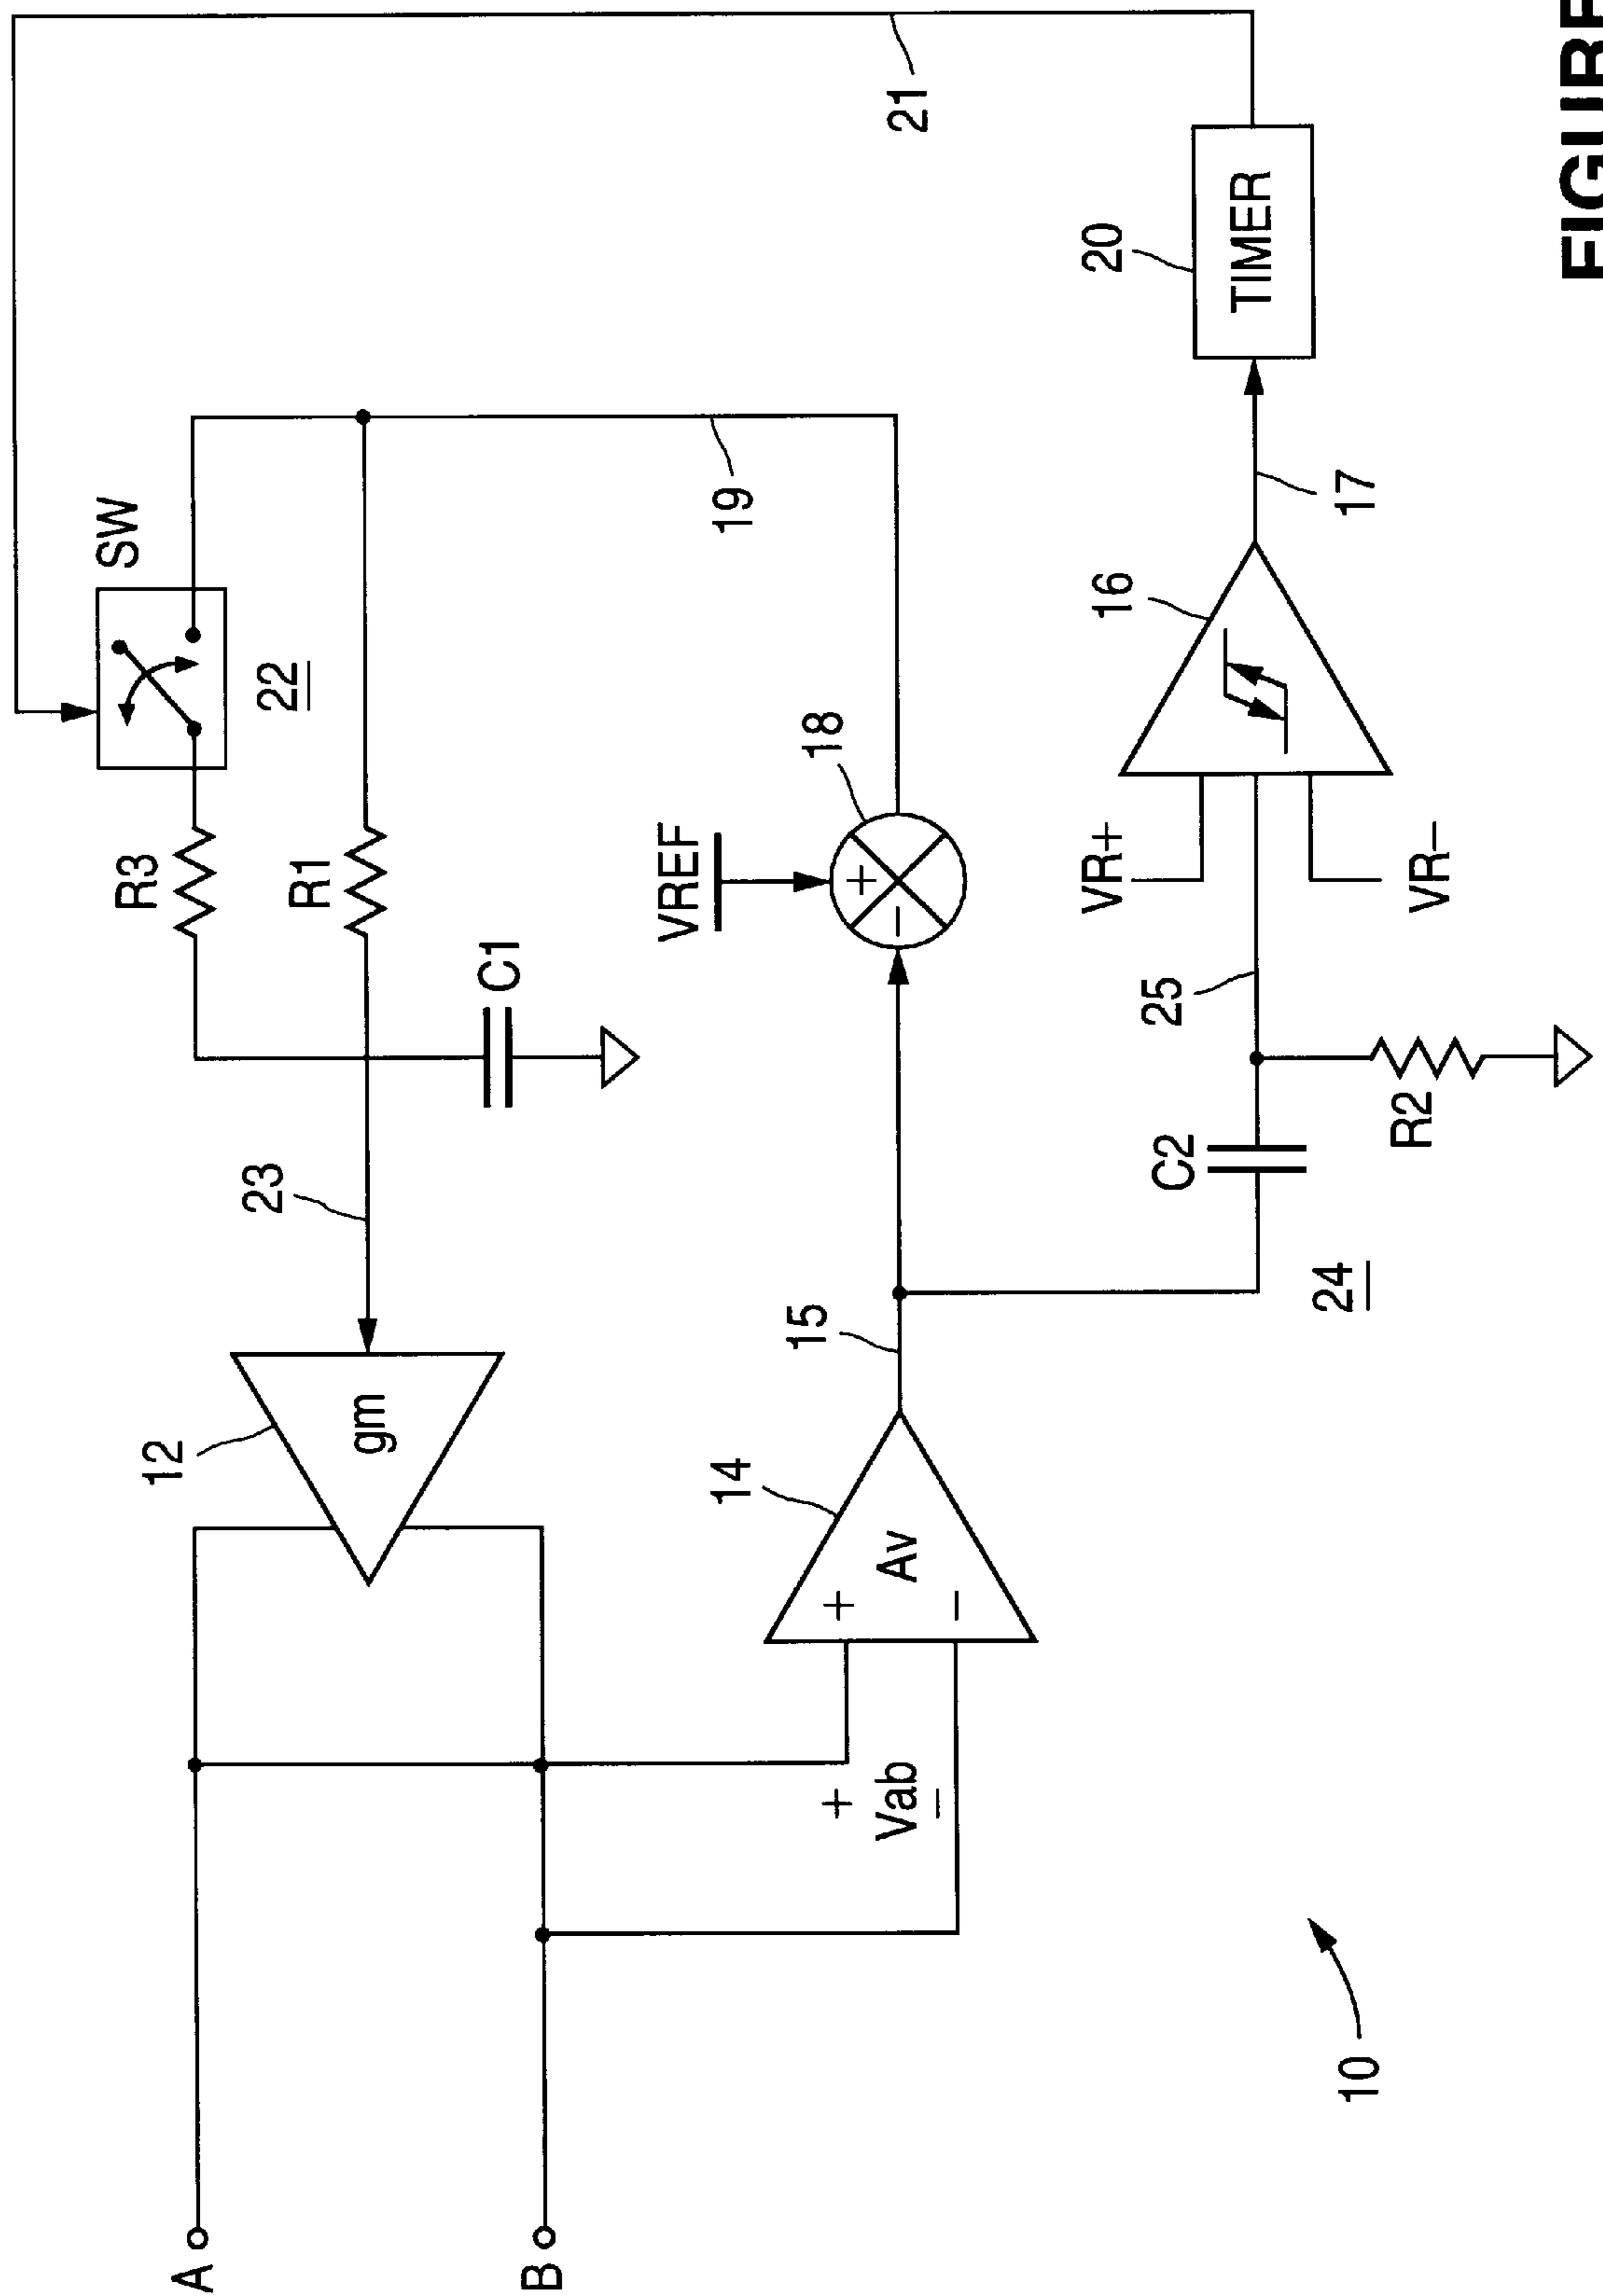 SW
R3
12
A
23
22
R1
gm
C1
B
VREF
19
14
15
18
+
+
+
−
Av
Vab
−
−
21
VR+
20
16
25
C2
TIMER
24
17
10
R2
VR−
FIGURE